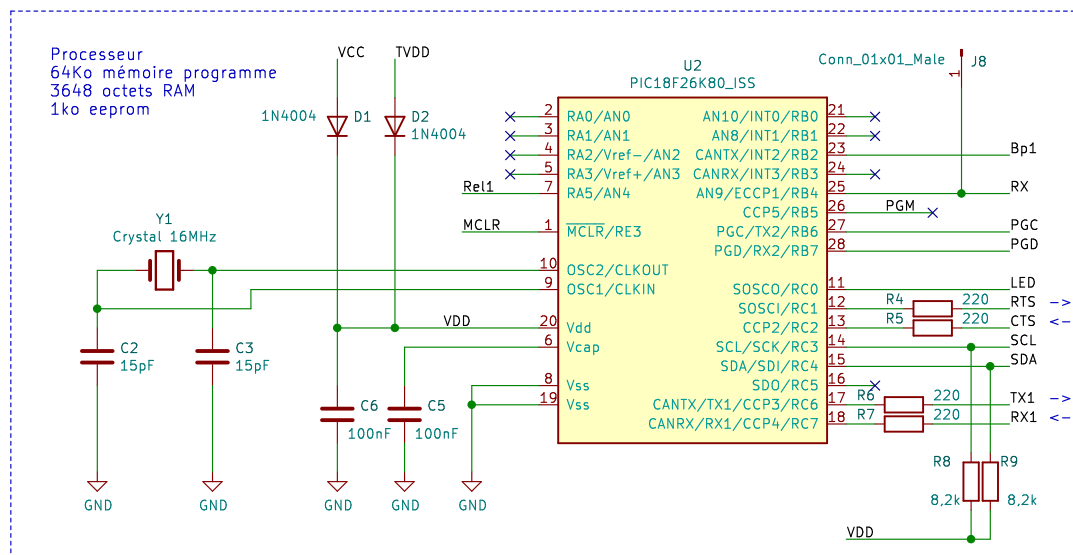 Processeur
64Ko mémoire programme
3648 octets RAM
1ko eeprom
VCC
TVDD
1N4004
D1
D2
1N4004
U2
PIC18F26K80_ISS
Conn_01x01_Male
J8
1
2
RA0/AN0
3
RA1/AN1
4
RA2/Vref-/AN2
5
RA3/Vref+/AN3
Rel1
7
RA5/AN4
MCLR
1
MCLR/RE3
10
OSC2/CLKOUT
9
OSC1/CLKIN
VDD
20
Vdd
6
Vcap
8
Vss
19
Vss
AN10/INT0/RB0
21
AN8/INT1/RB1
22
CANTX/INT2/RB2
23
Bp1
CANRX/INT3/RB3
24
AN9/ECCP1/RB4
25
RX
CCP5/RB5
26
PGM
PGC/TX2/RB6
27
PGC
PGD/RX2/RB7
28
PGD
SOSCO/RC0
11
LED
SOSCI/RC1
12
R4
220
RTS
->
CCP2/RC2
13
R5
220
CTS
<-
SCL/SCK/RC3
14
SCL
SDA/SDI/RC4
15
SDA
SDO/RC5
16
CANTX/TX1/CCP3/RC6
17
R6
220
TX1
->
CANRX/RX1/CCP4/RC7
18
R7
220
RX1
<-
Y1
Crystal 16MHz
C2
15pF
C3
15pF
C6
100nF
C5
100nF
R8
8,2k
R9
8,2k
VDD
GND
GND
GND
GND
GND